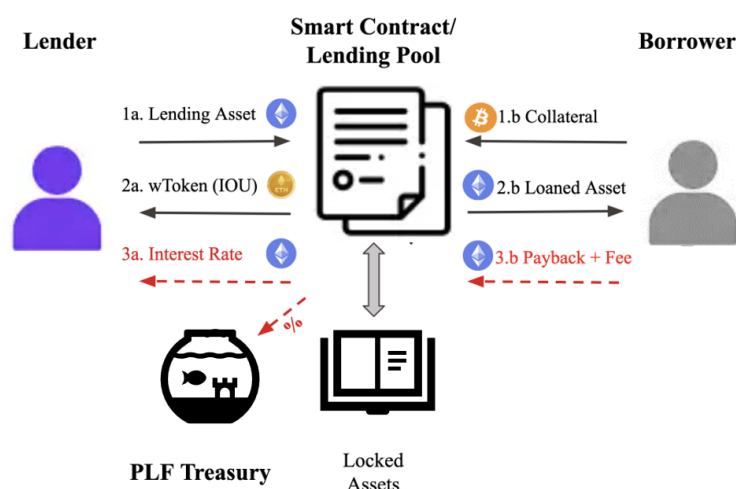 Lender
Smart Contract/
Lending Pool
Borrower
1a. Lending Asset
1.b Collateral
2a. wToken (IOU)
ETH
2.b Loaned Asset
3a. Interest Rate
3.b Payback + Fee
%
PLF Treasury
Locked
Assets